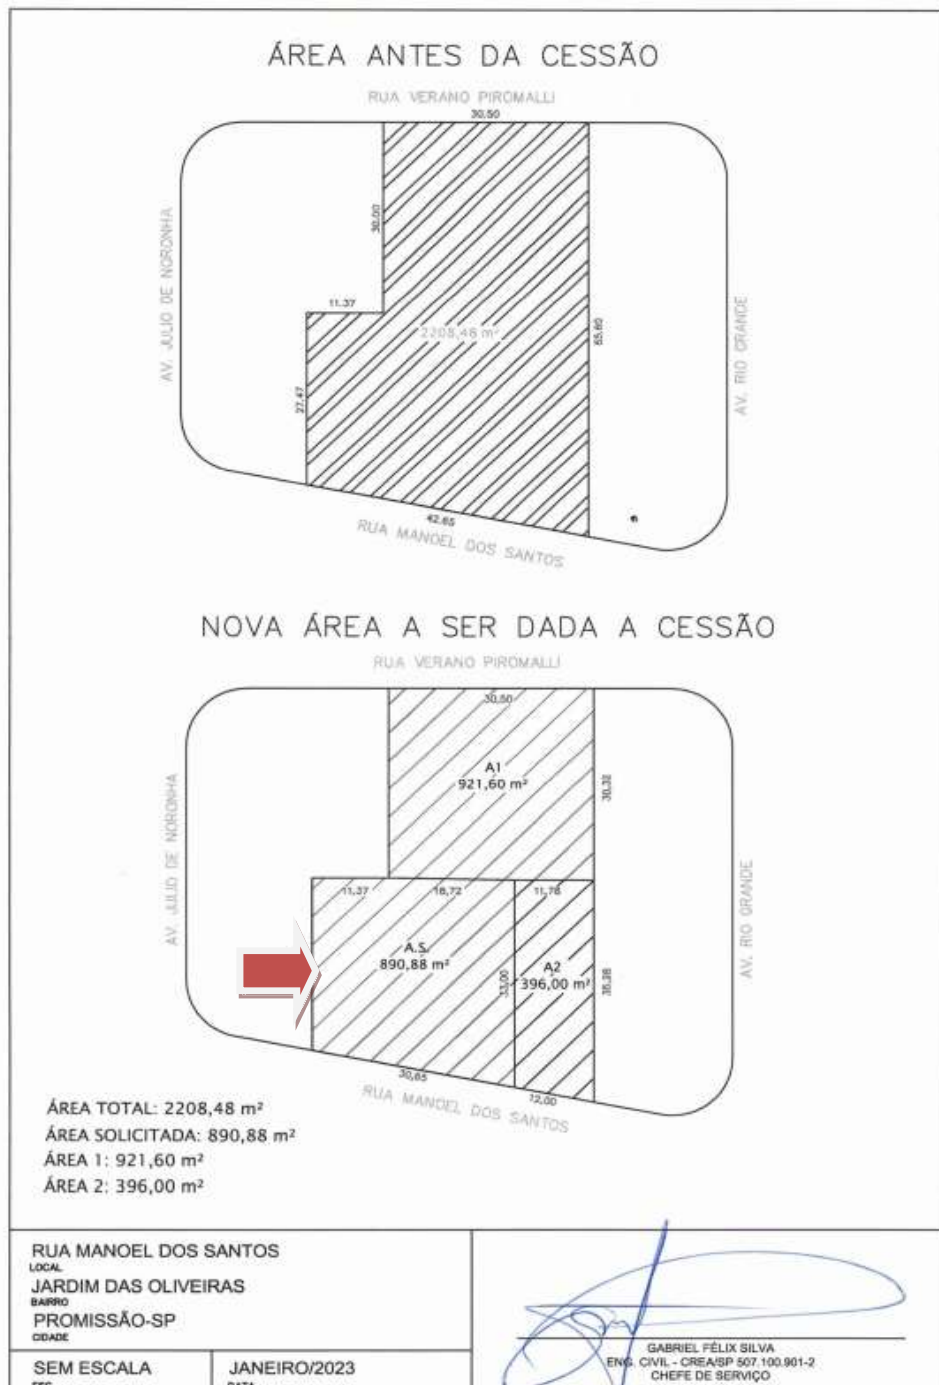 ÁREA ANTES DA CESSÃO
RUA VERANO PIROMALLI
30,50
30,00
AV. JULIO DE NORONHA
11,37
2208,48 m²
65,60
AV. RIO GRANDE
27,47
42,65
RUA MANOEL DOS SANTOS
NOVA ÁREA A SER DADA A CESSÃO
RUA VERANO PIROMALLI
30,50
A1
921,60 m²
30,32
AV. JULIO DE NORONHA
11,37
18,72
11,78
AV. RIO GRANDE
A.S.
890,88 m²
A2
396,00 m²
33,00
35,28
30,65
12,00
RUA MANOEL DOS SANTOS
ÁREA TOTAL: 2208,48 m²
ÁREA SOLICITADA: 890,88 m²
ÁREA 1: 921,60 m²
ÁREA 2: 396,00 m²
RUA MANOEL DOS SANTOS
LOCAL
JARDIM DAS OLIVEIRAS
BAIRRO
PROMISSÃO-SP
CIDADE
SEM ESCALA
JANEIRO/2023
DATA
GABRIEL FÉLIX SILVA
ENG. CIVIL - CREA/SP 507.100.901-2
CHEFE DE SERVIÇO